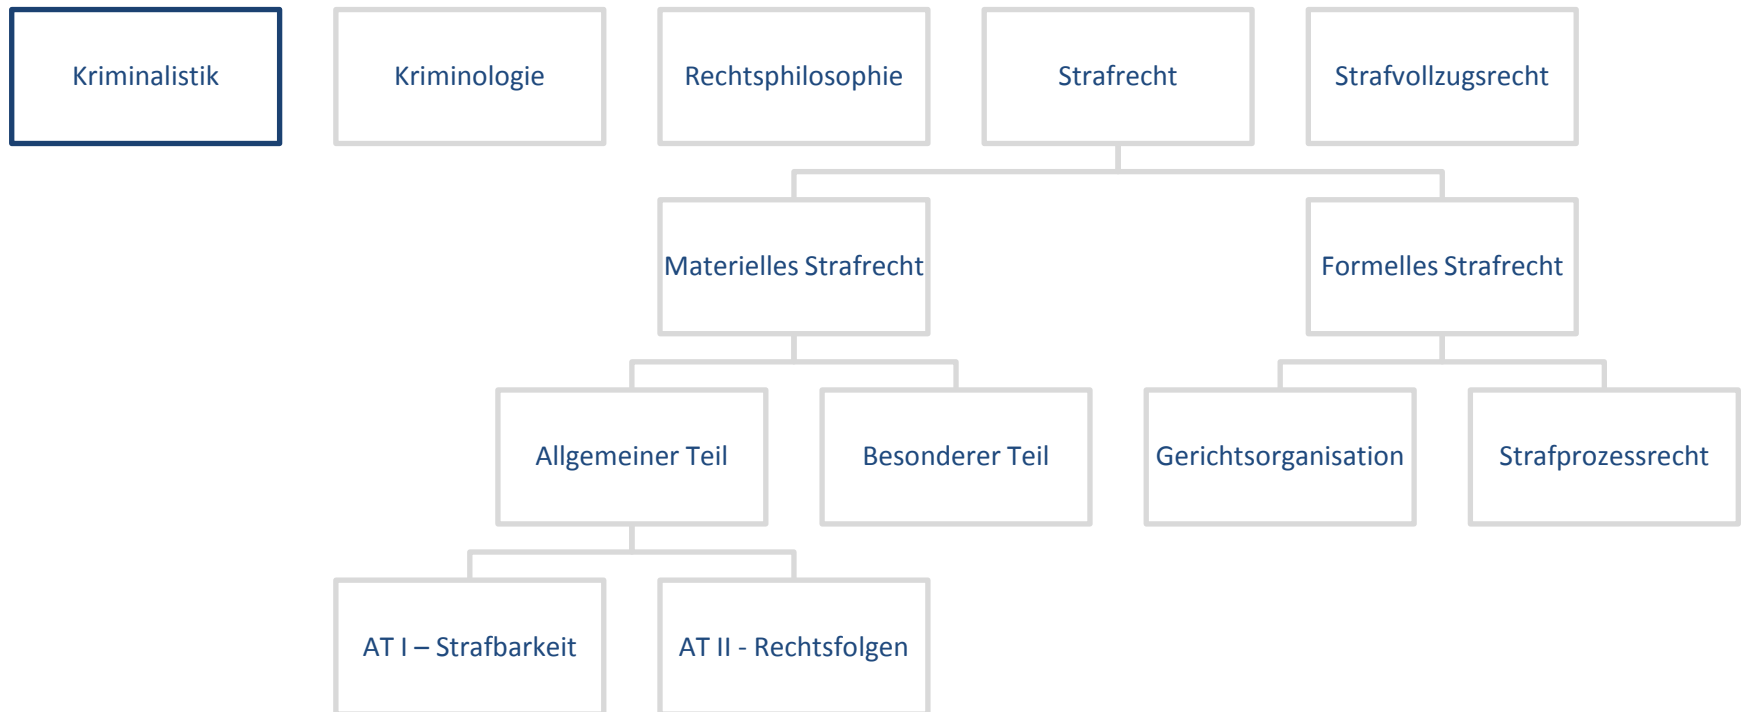 Kriminalistik
Kriminologie
Rechtsphilosophie
Strafrecht
Strafvollzugsrecht
Materielles Strafrecht
Formelles Strafrecht
Allgemeiner Teil
Besonderer Teil
Gerichtsorganisation
Strafprozessrecht
AT I – Strafbarkeit
AT II - Rechtsfolgen